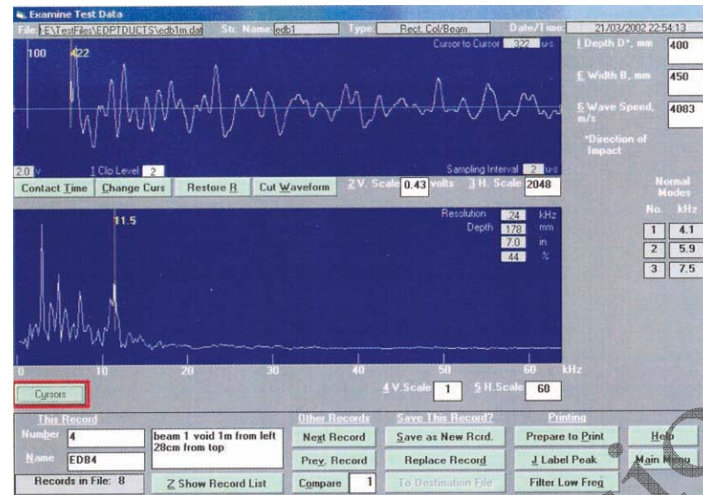 Examine Test Data
File: E:\TestFiles\EDPTDUCTS\edb1m.dat Str. Name: edb1 Type: Rect. Col/Beam Date/Time: 21/03/2002 22:54:13
100 422 Cursor to Cursor 322 u-s
1 Depth D*, mm 400
E Width B, mm 450
6 Wave Speed, m/s 4083
*Direction of
Impact
2.0 v 1 Clip Level 2 Sampling Interval 2 u-s
Contact Time Change Curs Restore R Cut Waveform 2 V. Scale 0.43 volts 3 H. Scale 2048
Normal
Modes
No. kHz
1 4.1
2 5.9
3 7.5
11.5
Resolution .24 kHz
Depth 178 mm
7.0 in.
44 %
0 10 20 30 40 50 60 kHz
Cursors 4 V.Scale 1 5 H.Scale 60
This Record Other Records Save This Record? Printing
Number 4 beam 1 void 1m from left Next Record Save as New Rcrd. Prepare to Print Help
28cm from top
Name EDB4 Prev. Record Replace Record J Label Peak Main Menu
Records in File: 8 Z Show Record List Compare 1 To Destination File Filter Low Freq